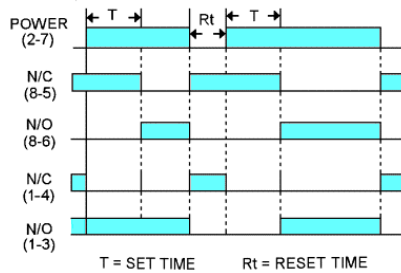 T Rt T
POWER
(2-7)
N/C
(8-5)
N/O
(8-6)
N/C
(1-4)
N/O
(1-3)
T = SET TIME Rt = RESET TIME